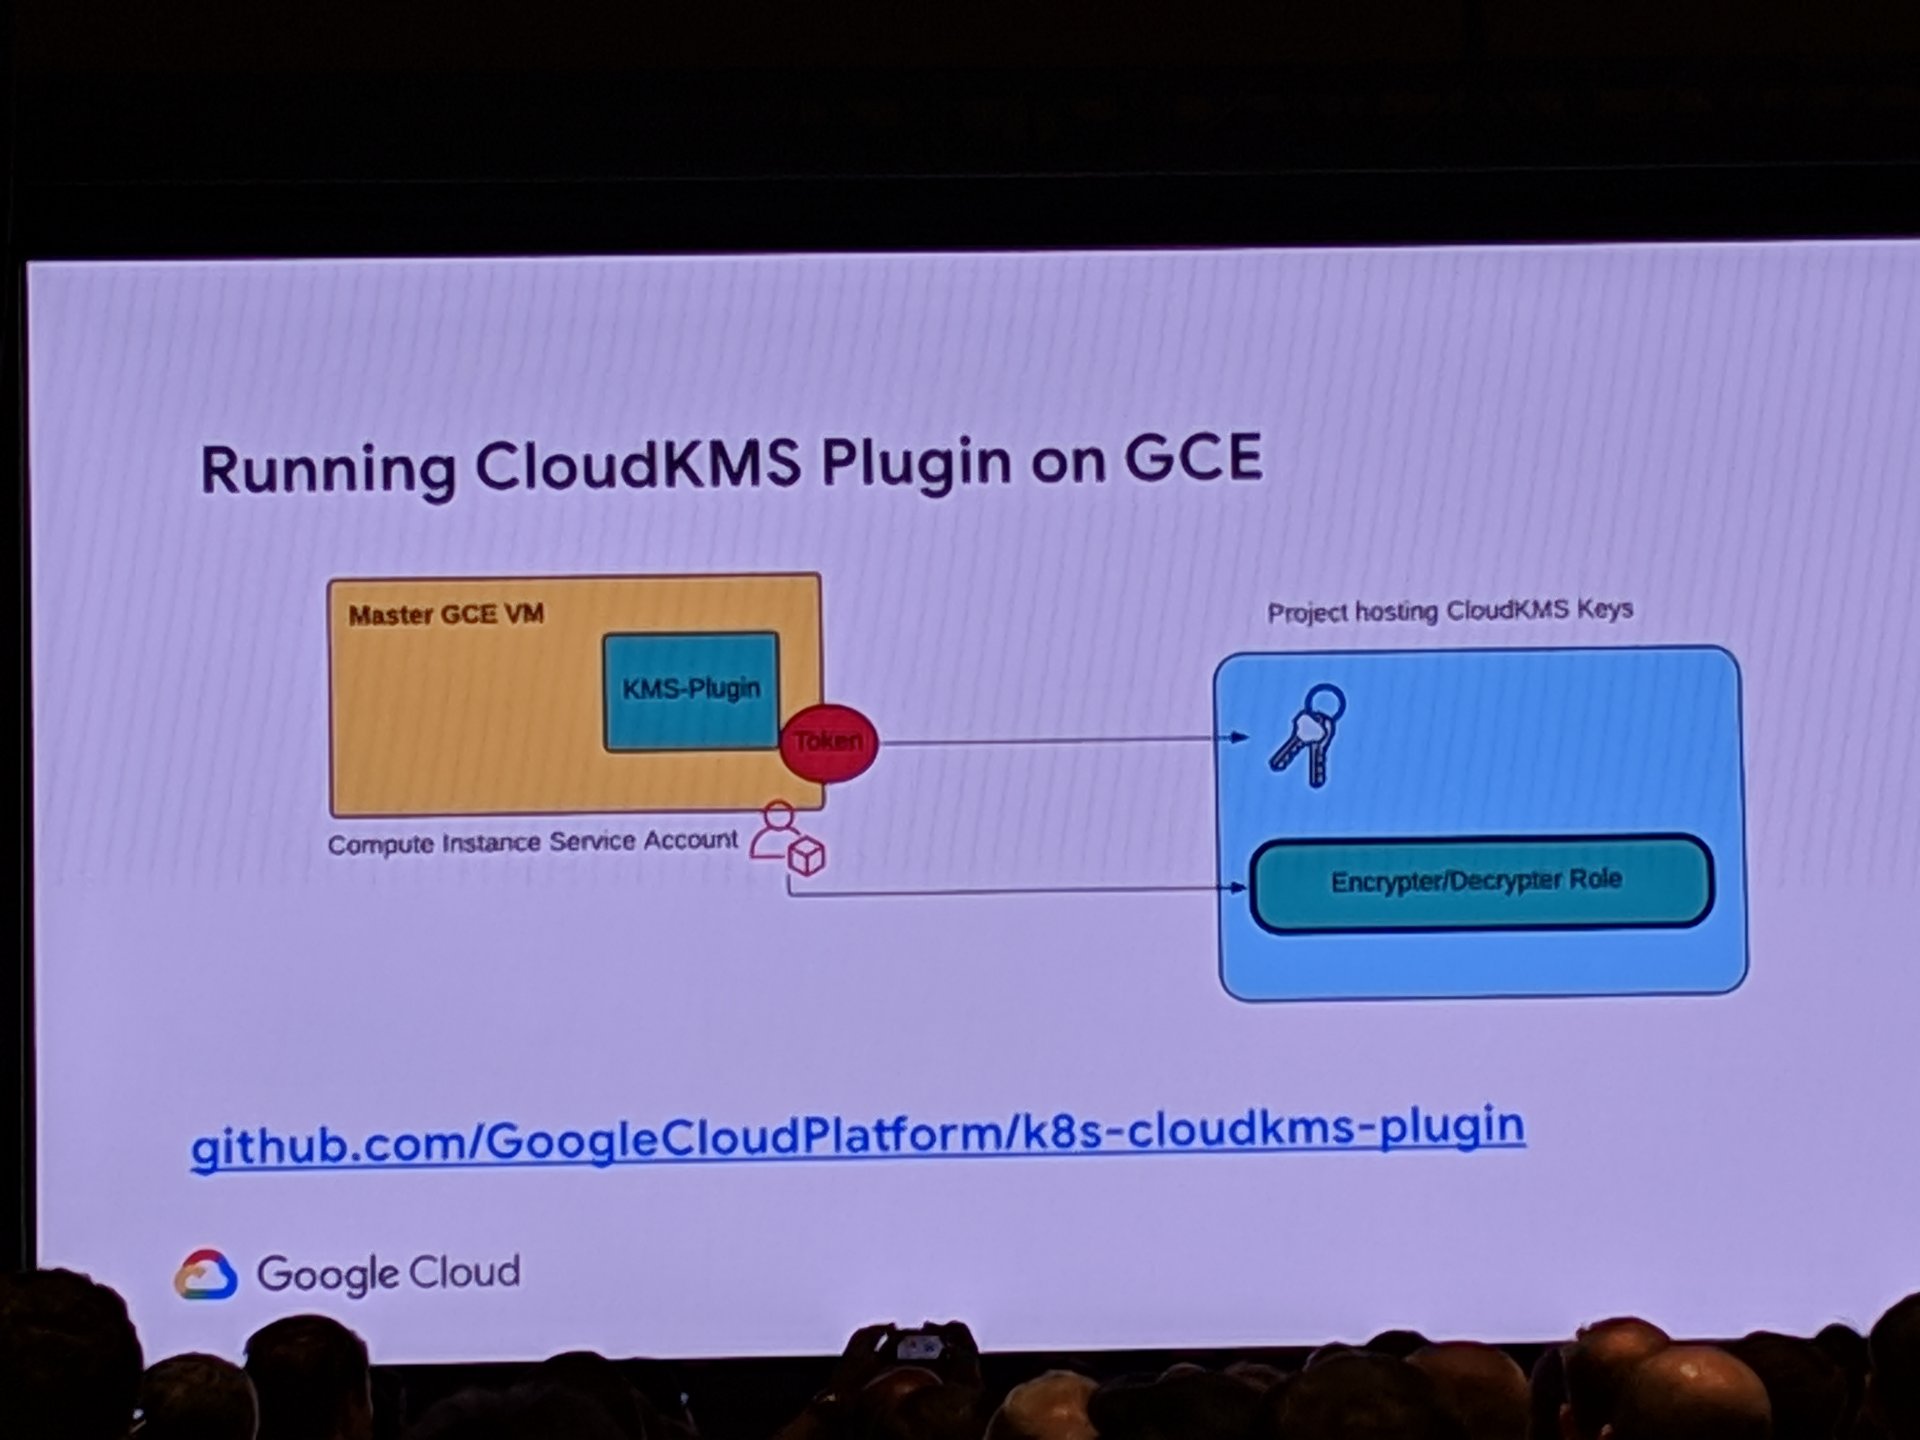 Running CloudKMS Plugin on GCE
Master GCE VM
KMS-Plugin
Token
Compute Instance Service Account
Project hosting CloudKMS Keys
Encrypter/Decrypter Role
github.com/GoogleCloudPlatform/k8s-cloudkms-plugin
Google Cloud